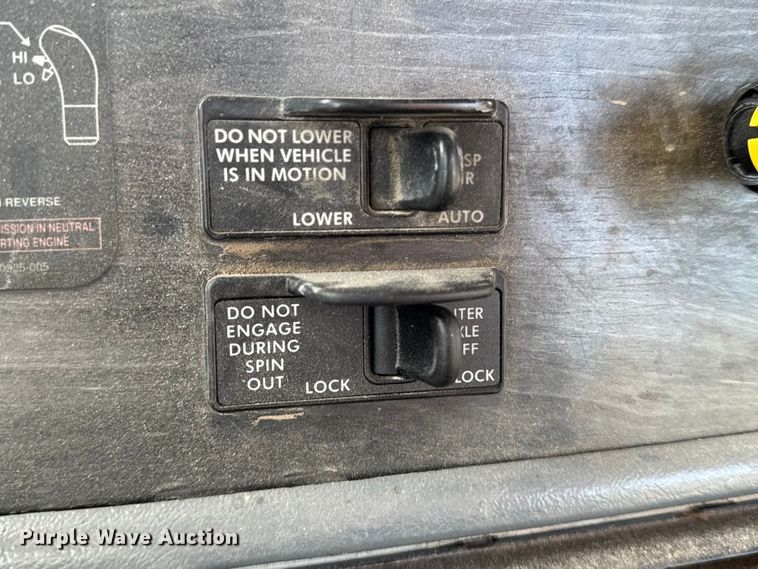 HI
LO
REVERSE
ISSION IN NEUTRAL
RTING ENGINE
DO NOT LOWER
WHEN VEHICLE
IS IN MOTION
LOWER
AUTO
DO NOT
ENGAGE
DURING
SPIN
OUT
LOCK
LOCK
Purple Wave Auction